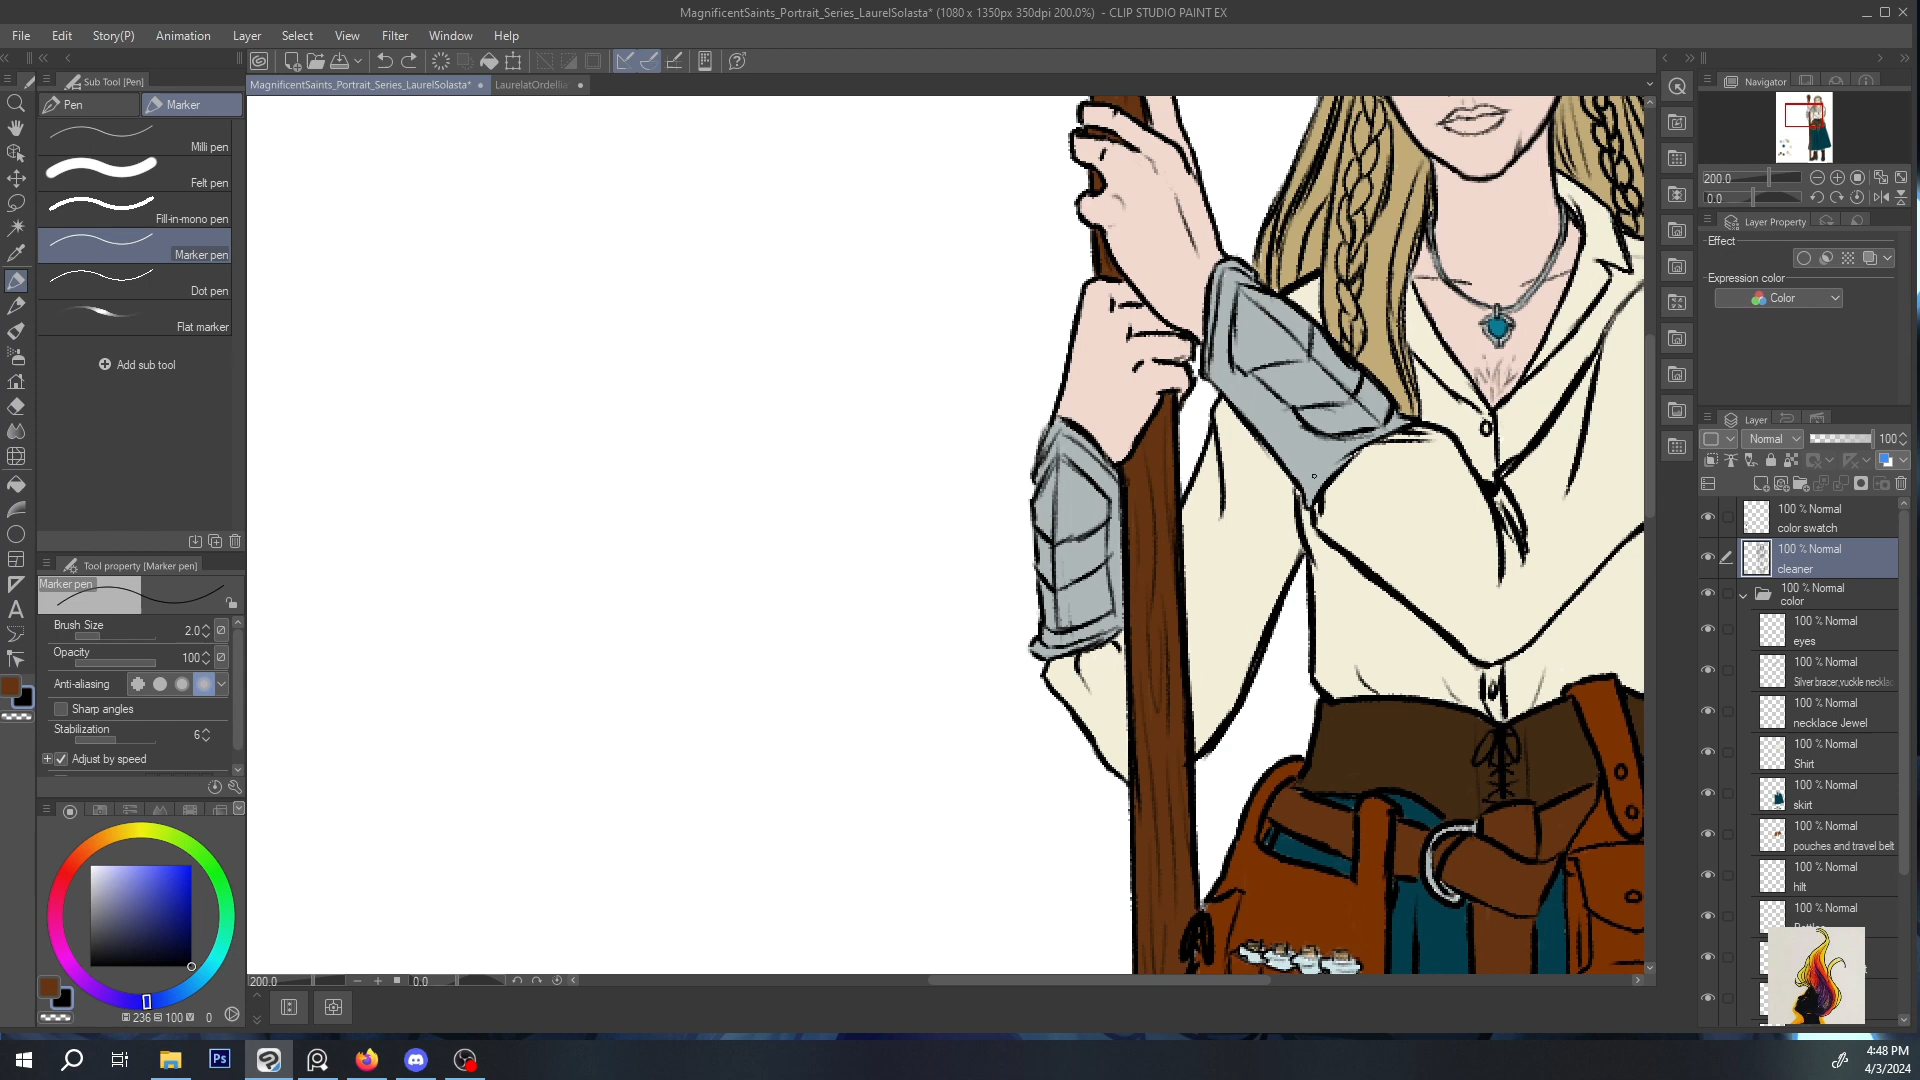 MagnificentSaints_Portrait_Series_LaurelSolasta* (1080 x 1350px 350dpi 200.0%) - CLIP STUDIO PAINT EX
File Edit Story(P) Animation Layer Select View Filter Window Help
Sub Tool [Pen]
MagnificentSaints_Portrait_Series_LaurelSolasta*
LaurelatOrdellia
Navigator
Pen
Marker
Milli pen
Felt pen
Fill-in-mono pen
Marker pen
Dot pen
Flat marker
Add sub tool
200.0
0.0
Layer Property
Effect
Expression color
Color
Layer
Normal
100
100 % Normal
color swatch
100 % Normal
cleaner
100 % Normal
color
100 % Normal
eyes
100 % Normal
Silver bracer,vuckle necklac
100 % Normal
necklace Jewel
100 % Normal
Shirt
100 % Normal
skirt
100 % Normal
pouches and travel belt
100 % Normal
hilt
100 % Normal
Tool property [Marker pen]
Marker pen
Brush Size
2.0
Opacity
100
Anti-aliasing
Sharp angles
Stabilization
6
Adjust by speed
236 100 0
200.0
0.0
Ps
4:48 PM
4/3/2024